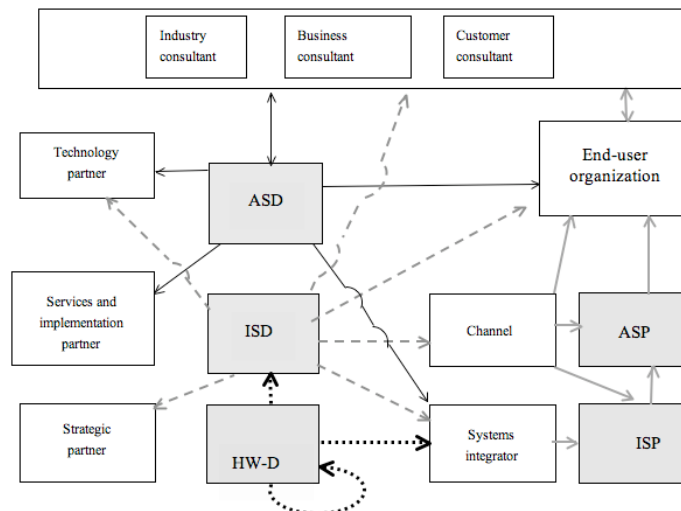 Industry
consultant
Business
consultant
Customer
consultant
Technology
partner
ASD
End-user
organization
Services and
implementation
partner
ISD
Channel
ASP
Strategic
partner
HW-D
Systems
integrator
ISP